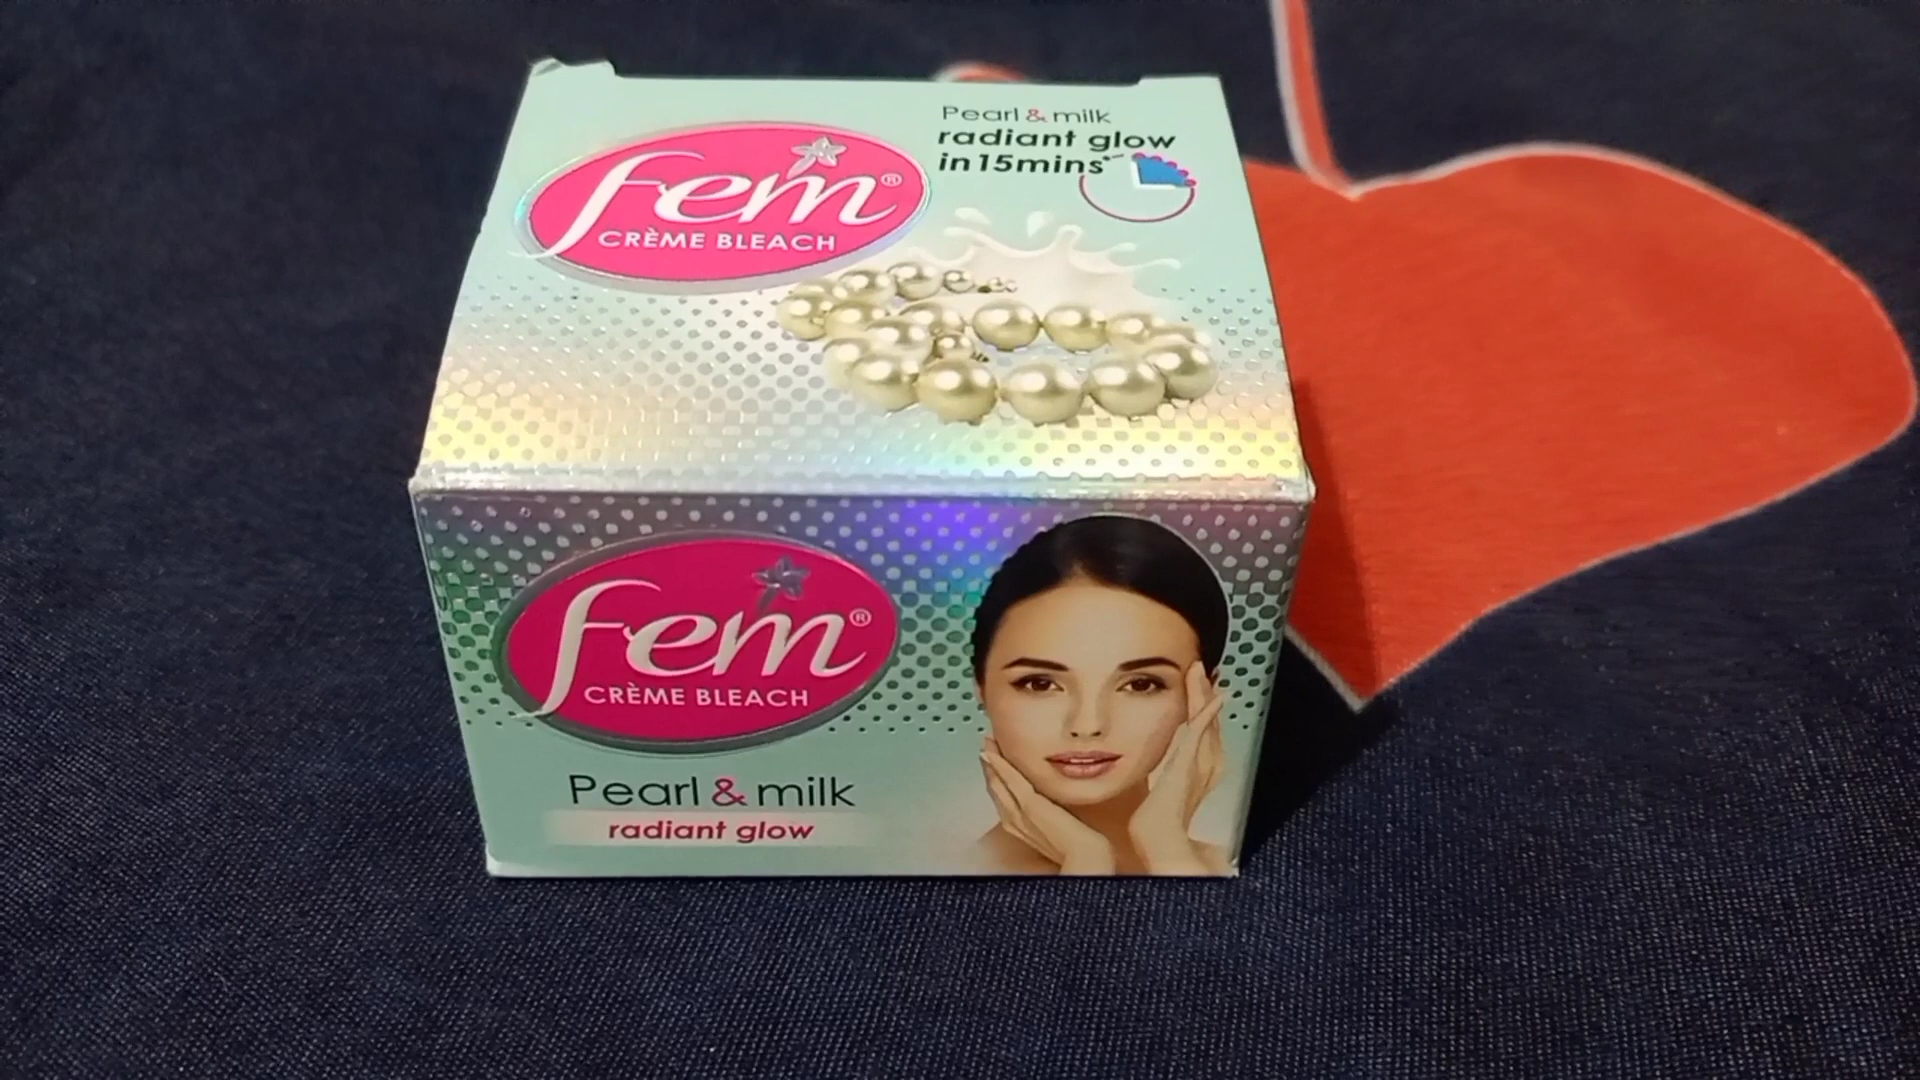 Pearl & milk
radiant glow
in 15mins*~
fem®
CRÈME BLEACH
fem®
CRÈME BLEACH
Pearl & milk
radiant glow